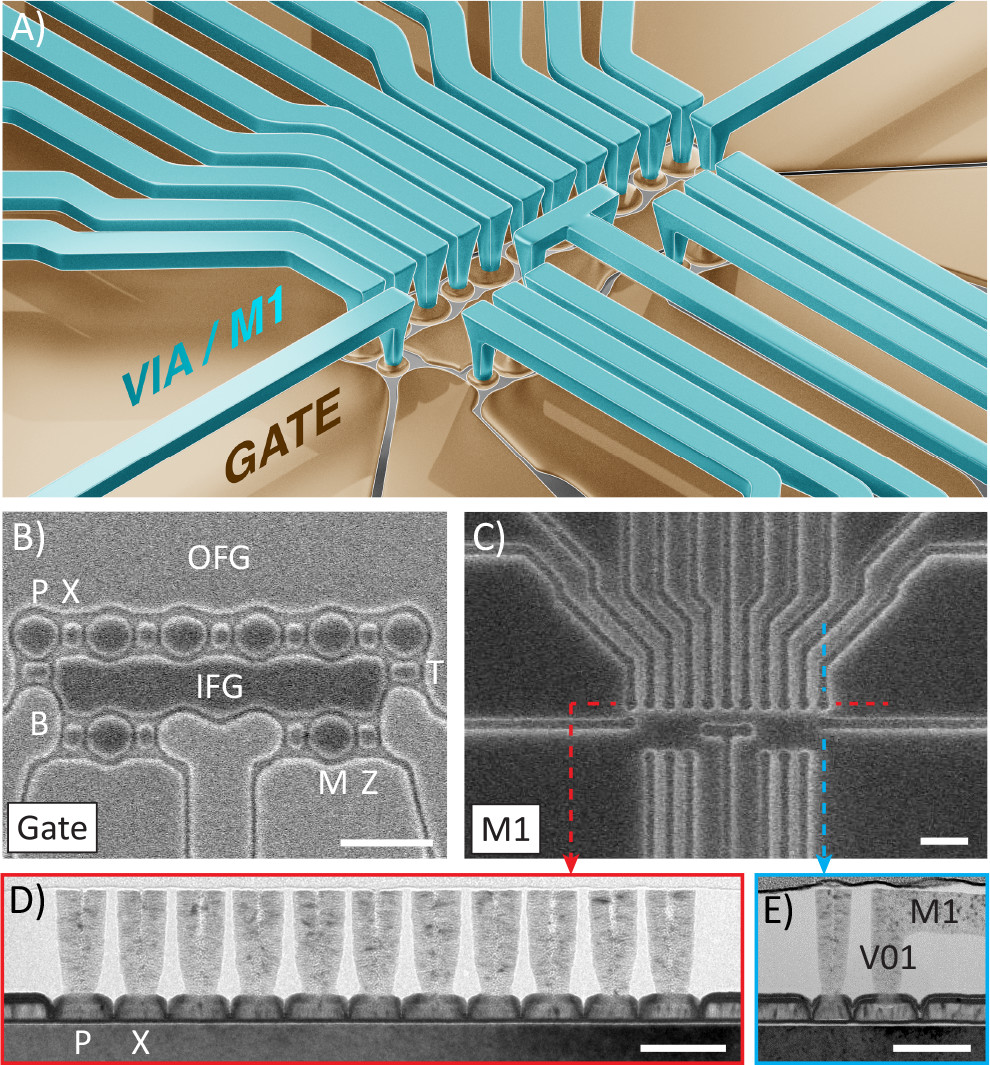 A)
VIA / M1
GATE
B)
OFG
P X
IFG
T
B
M Z
Gate
C)
M1
D)
P X
E)
M1
V01